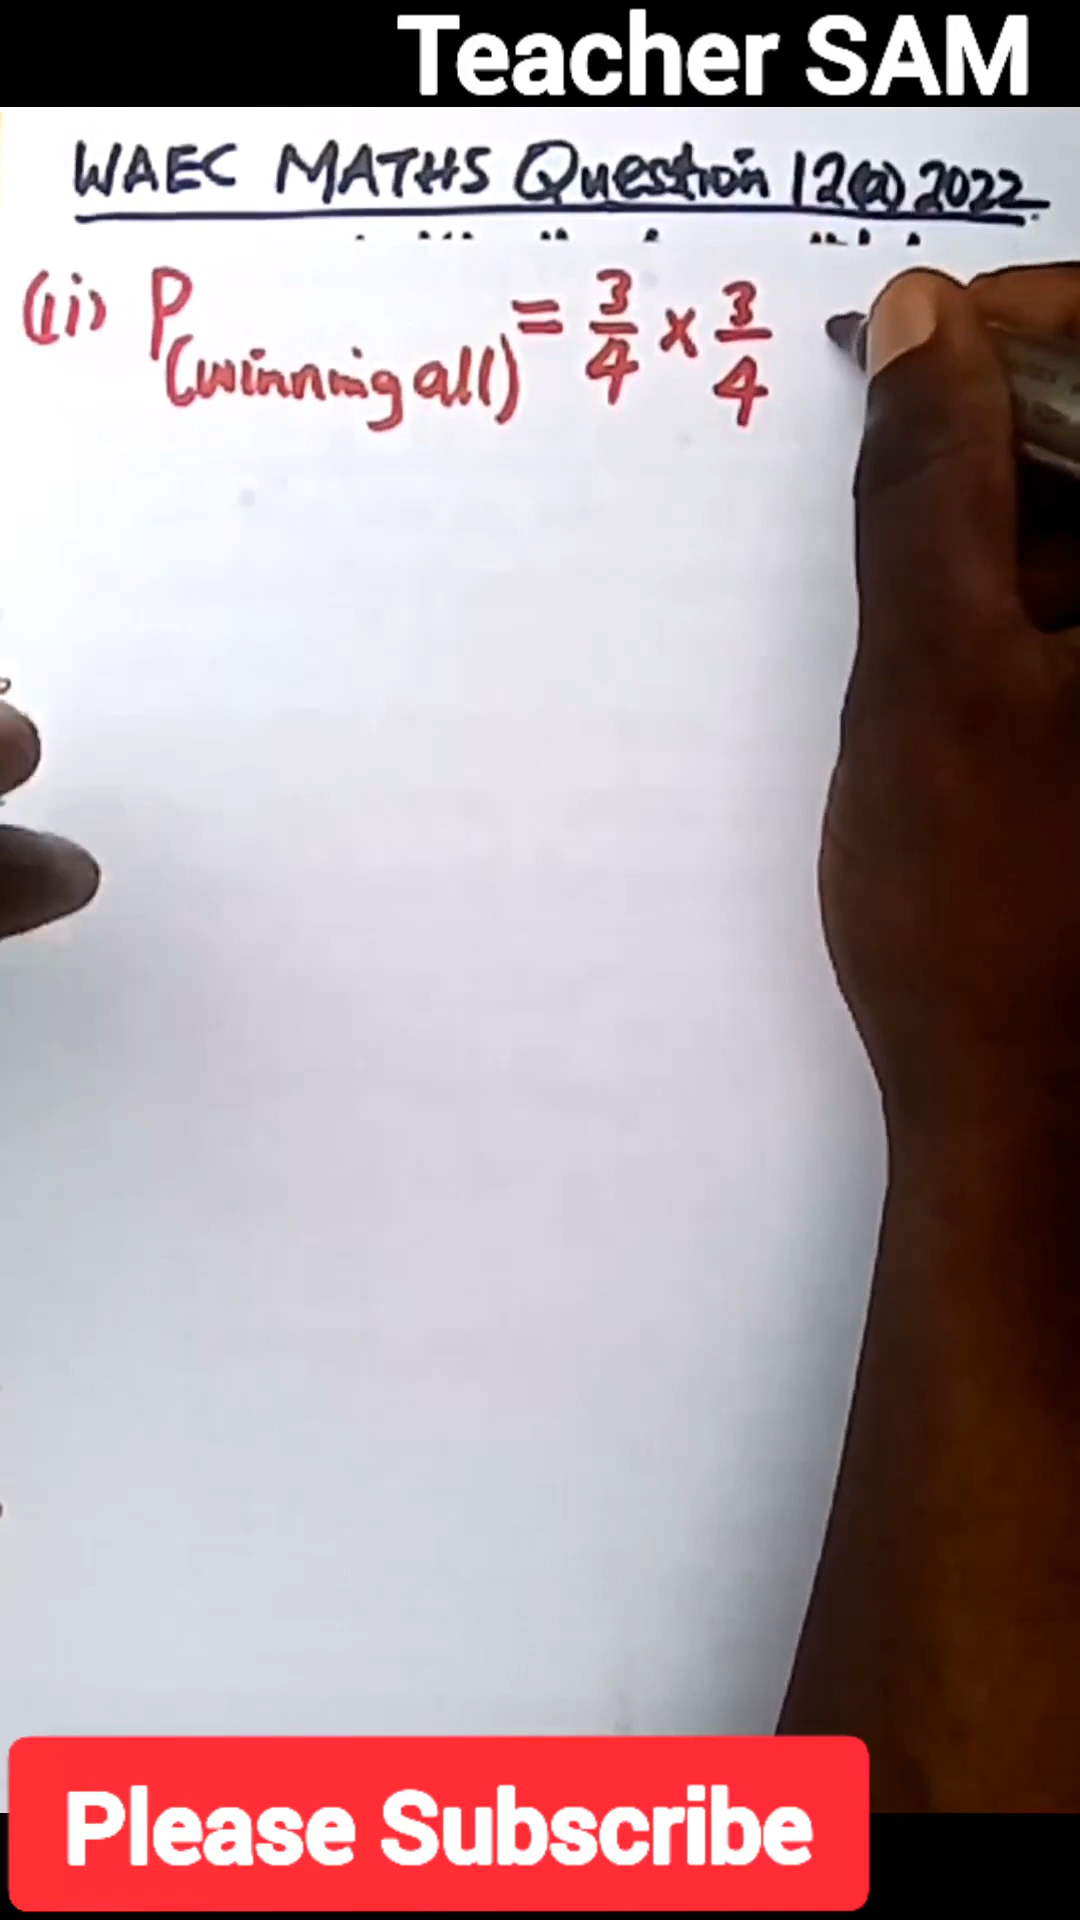 Teacher SAM
WAEC MATHS Question 12(a) 2022
(ii) P(winning all) = 3/4 x 3/4
Please Subscribe